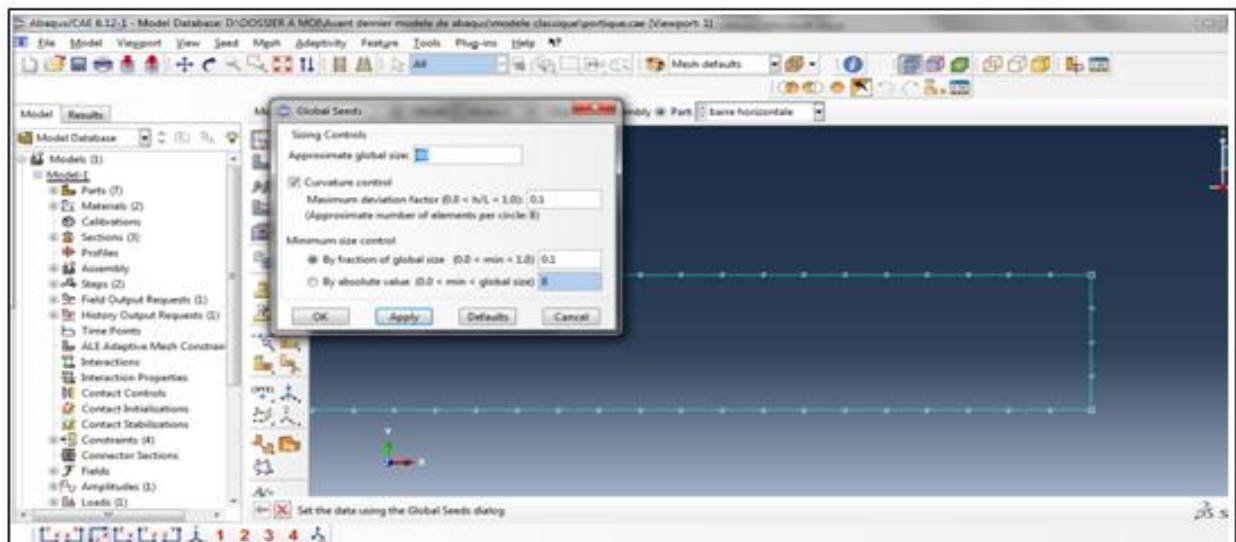 Abaqus/CAE 6.12-1 - Model Database: D:\DOSSIER A MOI\Avant dernier modele de abaqus\modele classique\portique.cae [Viewport: 1]
File Model Viewport View Seed Mesh Adaptivity Feature Tools Plug-ins Help
All
Mesh defaults
Model Results
Part: barre horizontale
Model Database
Models (1)
Model-1
Parts (7)
Materials (2)
Calibrations
Sections (3)
Profiles
Assembly
Steps (2)
Field Output Requests (1)
History Output Requests (1)
Time Points
ALE Adaptive Mesh Constrain
Interactions
Interaction Properties
Contact Controls
Contact Initializations
Contact Stabilizations
Constraints (4)
Connector Sections
Fields
Amplitudes (1)
Loads (1)
Global Seeds
Sizing Controls
Approximate global size:
Curvature control
Maximum deviation factor (0.0 < h/L < 1.0): 0.1
(Approximate number of elements per circle: 8)
Minimum size control
By fraction of global size (0.0 < min < 1.0) 0.1
By absolute value (0.0 < min < global size) 8
OK Apply Defaults Cancel
Y
X
Set the data using the Global Seeds dialog
1 2 3 4